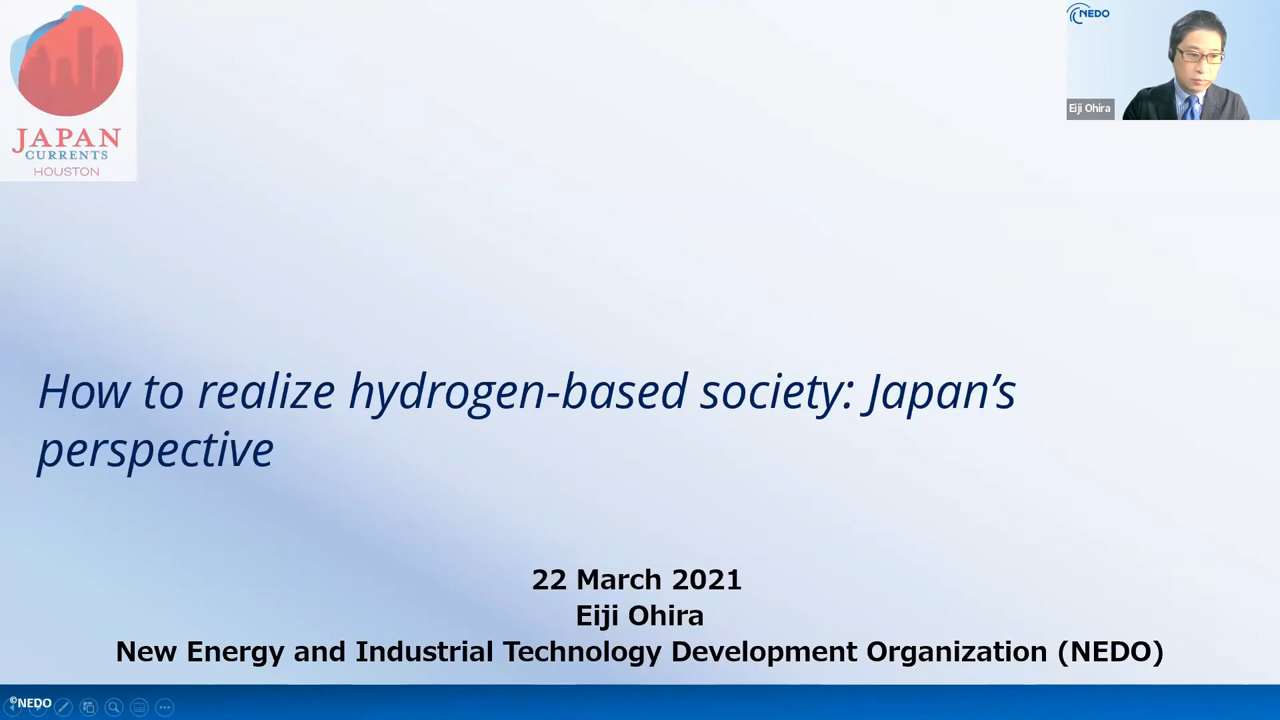 JAPAN
CURRENTS
HOUSTON
NEDO
Eiji Ohira
How to realize hydrogen-based society: Japan’s
perspective
22 March 2021
Eiji Ohira
New Energy and Industrial Technology Development Organization (NEDO)
©NEDO